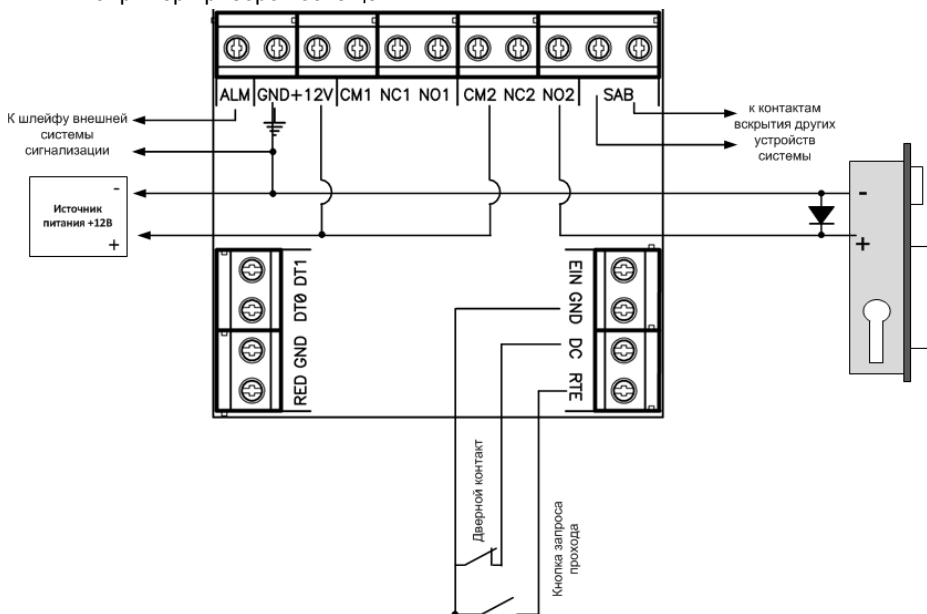 ALM GND +12V CM1 NC1 NO1 CM2 NC2 NO2 SAB
К шлейфу внешней
системы
сигнализации
к контактам
вскрытия других
устройств
системы
-
Источник
питания +12В
+
-
+
DT0 DT1
RED GND
EIN GND
DC
RTE
Дверной контакт
Кнопка запроса
прохода